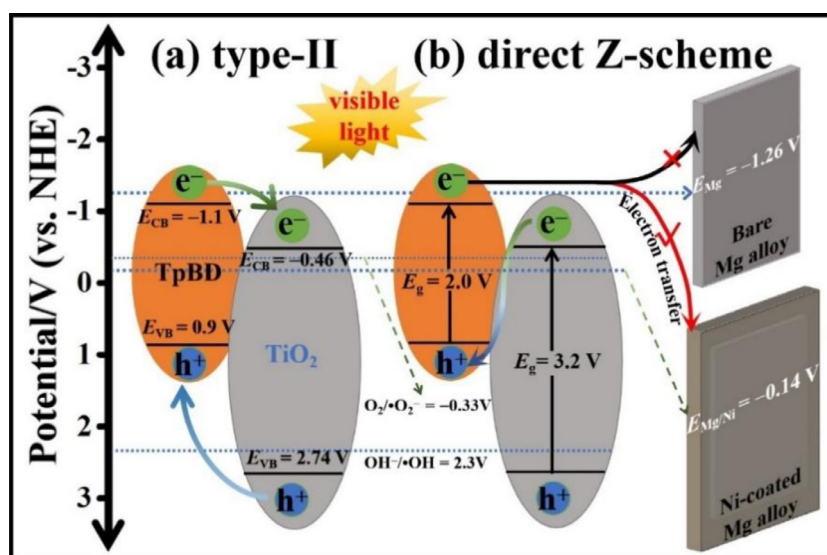 (a) type-II
(b) direct Z-scheme
visible
light
Potential/V (vs. NHE)
-3
-2
-1
0
1
2
3
e⁻
E_CB = −1.1 V
TpBD
E_VB = 0.9 V
h⁺
e⁻
E_CB = −0.46 V
TiO₂
E_VB = 2.74 V
h⁺
e⁻
E_g = 2.0 V
h⁺
e⁻
E_g = 3.2 V
h⁺
O₂/•O₂⁻ = −0.33V
OH⁻/•OH = 2.3V
Electron transfer
E_Mg = −1.26 V
Bare
Mg alloy
E_Mg/Ni = −0.14 V
Ni-coated
Mg alloy